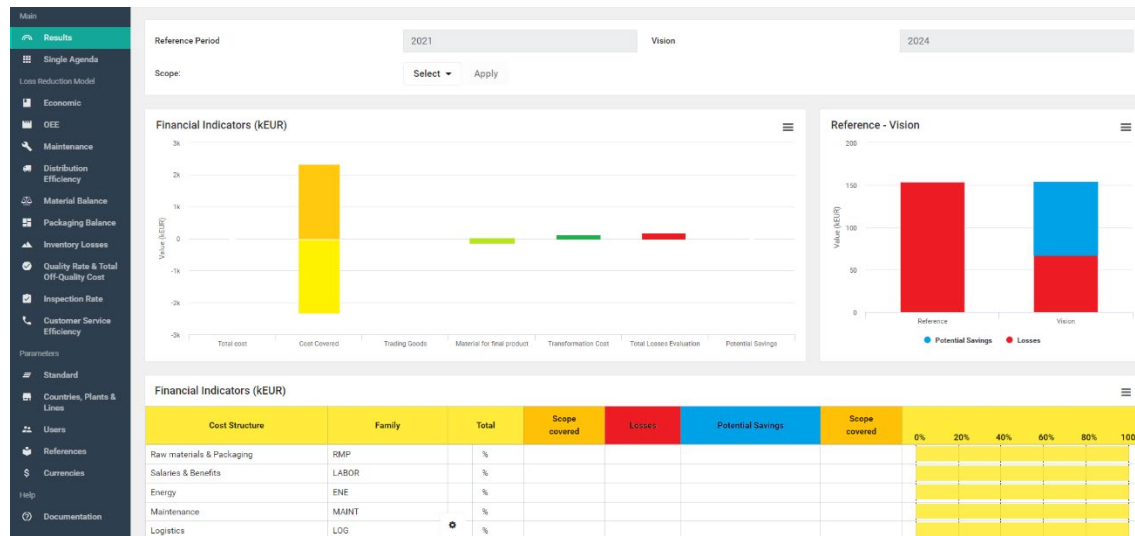 Main
Results
Single Agenda
Loss Reduction Model
Economic
OEE
Maintenance
Distribution
Efficiency
Material Balance
Packaging Balance
Inventory Losses
Quality Rate & Total
Off-Quality Cost
Inspection Rate
Customer Service
Efficiency
Parameters
Standard
Countries, Plants &
Lines
Users
References
Currencies
Help
Documentation
Reference Period 2021 Vision 2024
Scope: Select Apply
Financial Indicators (kEUR)
Value (kEUR)
3k
2k
1k
0
-1k
-2k
-3k
Total cost Cost Covered Trading Goods Material for final product Transformation Cost Total Losses Evaluation Potential Savings
Reference - Vision
Value (kEUR)
200
150
100
50
0
Reference Vision
Potential Savings Losses
Financial Indicators (kEUR)
Cost Structure Family Total Scope covered Losses Potential Savings Scope covered 0% 20% 40% 60% 80% 100
Raw materials & Packaging RMP %
Salaries & Benefits LABOR %
Energy ENE %
Maintenance MAINT %
Logistics LOG %